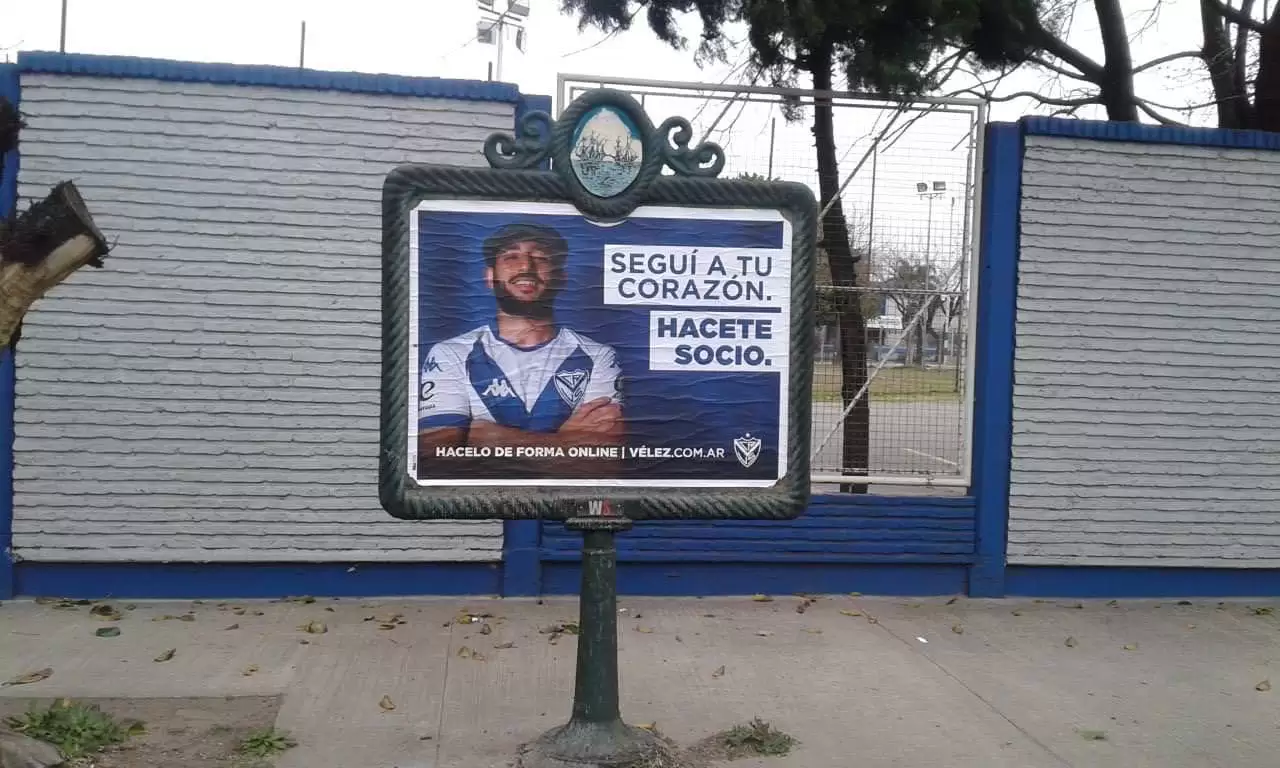 SEGUÍ A TU
CORAZÓN.
HACETE
SOCIO.
HACELO DE FORMA ONLINE | VÉLEZ.COM.AR